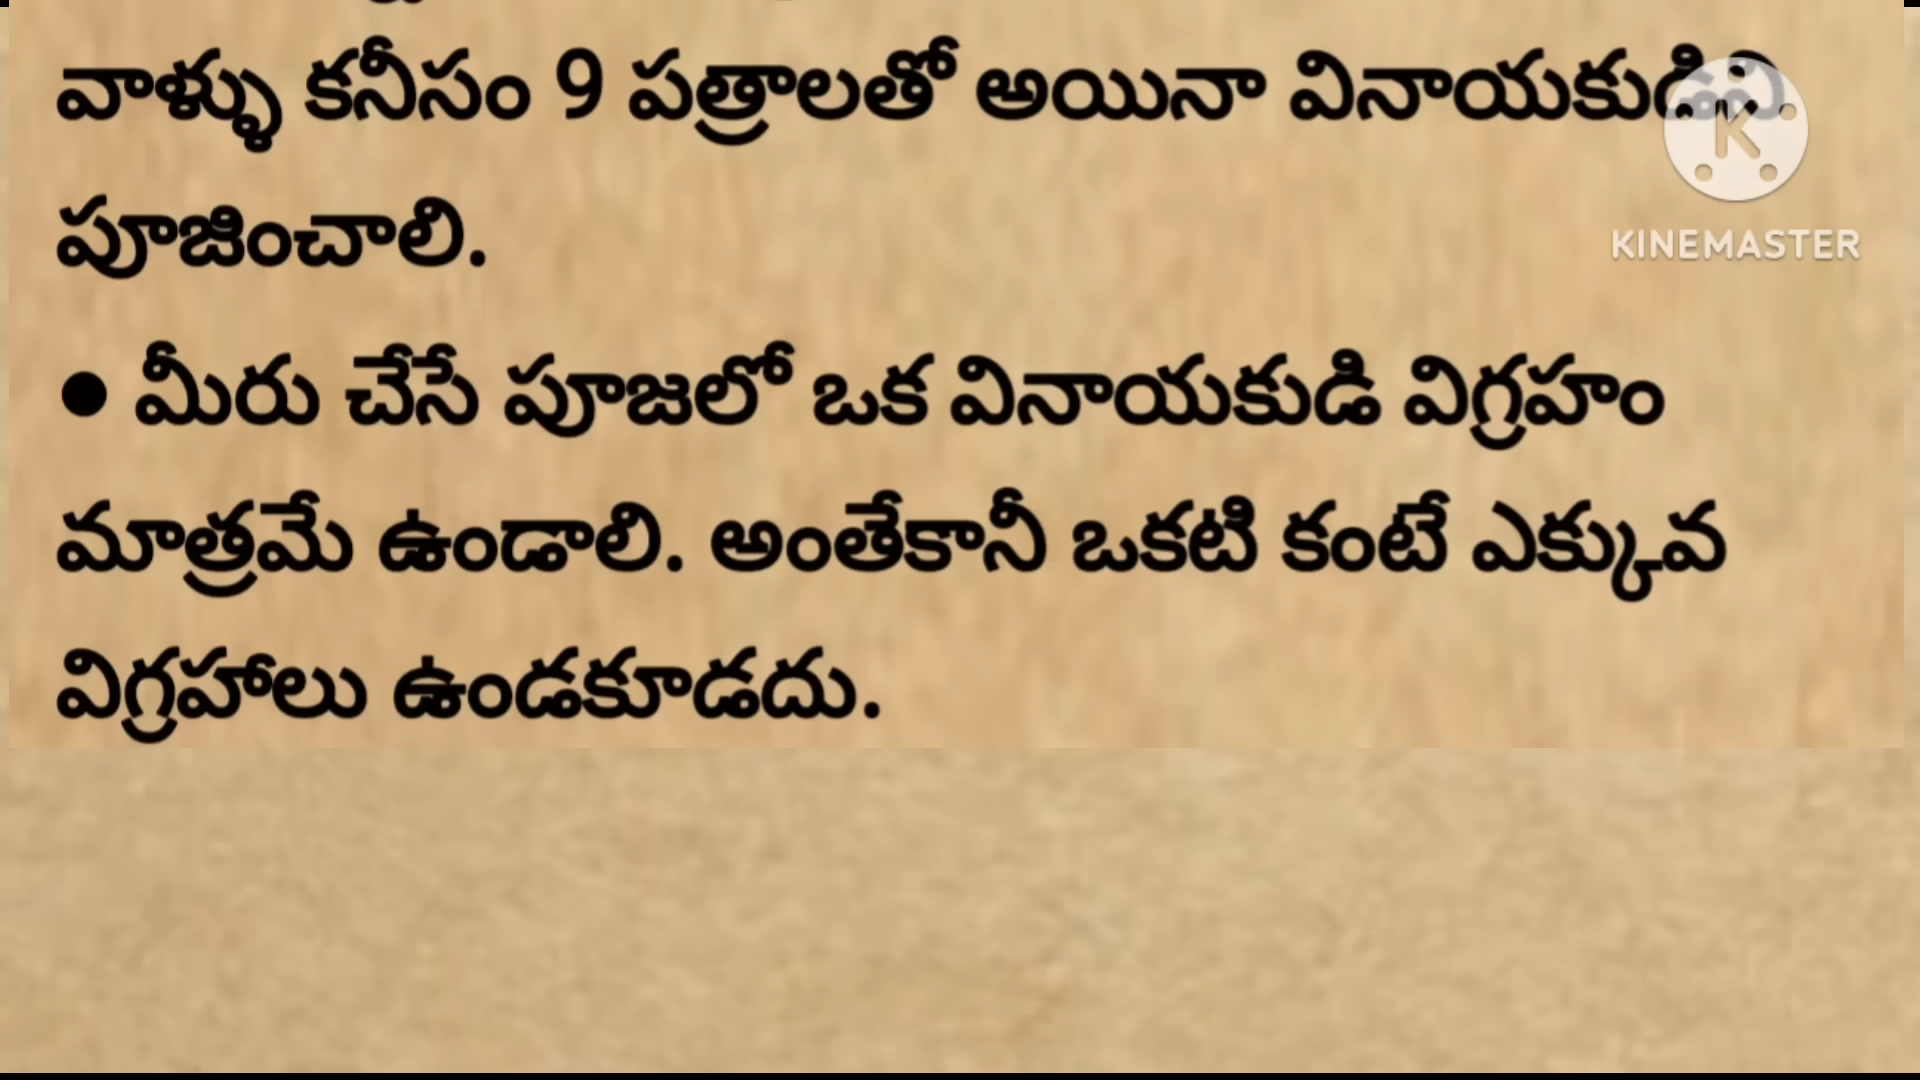 వాళ్ళు కనీసం 9 పత్రాలతో అయినా వినాయకుడిని
పూజించాలి.
KINEMASTER
● మీరు చేసే పూజలో ఒక వినాయకుడి విగ్రహం
మాత్రమే ఉండాలి. అంతేకానీ ఒకటి కంటే ఎక్కువ
విగ్రహాలు ఉండకూడదు.